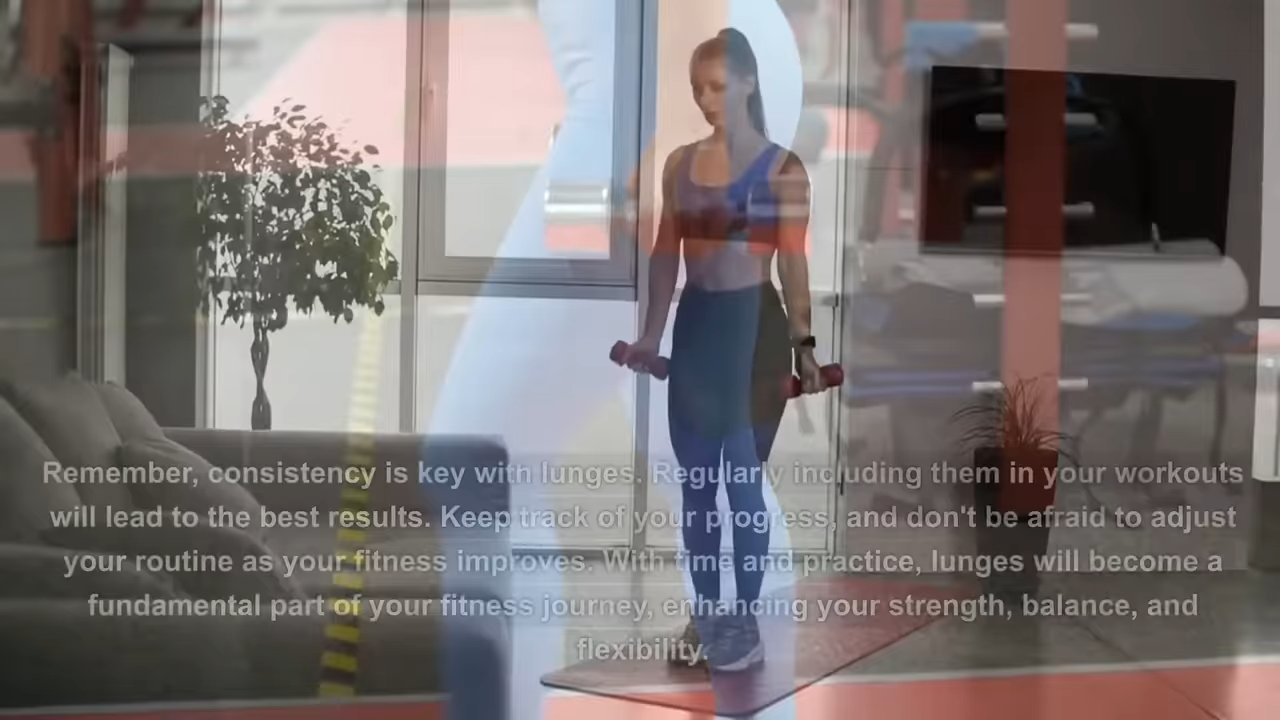 Remember, consistency is key with lunges. Regularly including them in your workouts
will lead to the best results. Keep track of your progress, and don't be afraid to adjust
your routine as your fitness improves. With time and practice, lunges will become a
fundamental part of your fitness journey, enhancing your strength, balance, and
flexibility.